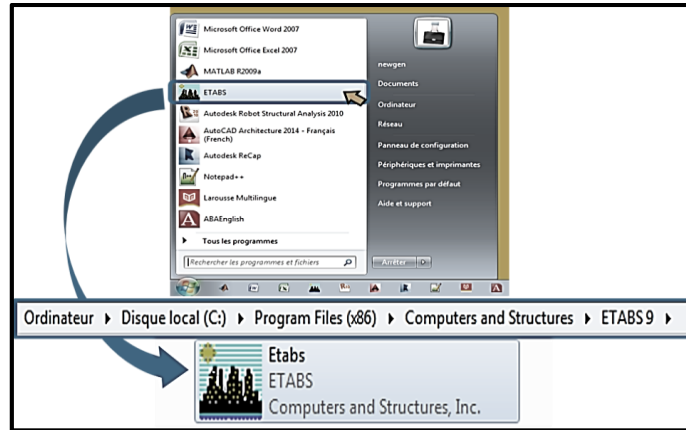 Microsoft Office Word 2007
Microsoft Office Excel 2007
MATLAB R2009a
ETABS
Autodesk Robot Structural Analysis 2010
AutoCAD Architecture 2014 - Français
(French)
Autodesk ReCap
Notepad++
Larousse Multilingue
ABAEnglish
Tous les programmes
Rechercher les programmes et fichiers
newgen
Documents
Ordinateur
Réseau
Panneau de configuration
Périphériques et imprimantes
Programmes par défaut
Aide et support
Arrêter
Ordinateur ▸ Disque local (C:) ▸ Program Files (x86) ▸ Computers and Structures ▸ ETABS 9 ▸
Etabs
ETABS
Computers and Structures, Inc.